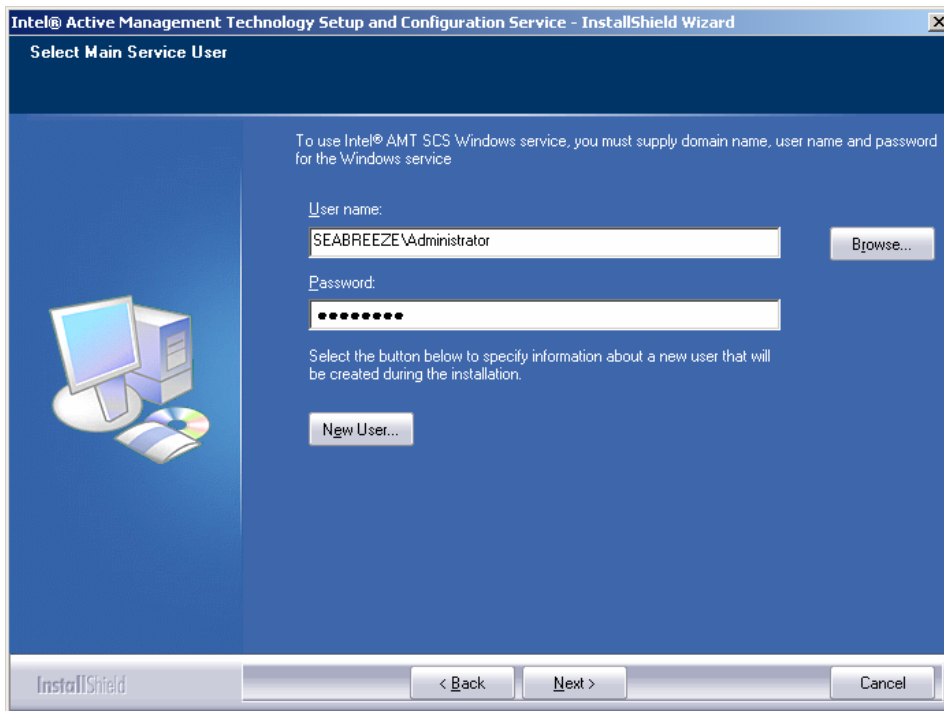 Intel® Active Management Technology Setup and Configuration Service - InstallShield Wizard
Select Main Service User
To use Intel® AMT SCS Windows service, you must supply domain name, user name and password
for the Windows service
User name:
SEABREEZE\Administrator
Browse...
Password:
●●●●●●●●
Select the button below to specify information about a new user that will
be created during the installation.
New User...
InstallShield
< Back
Next >
Cancel